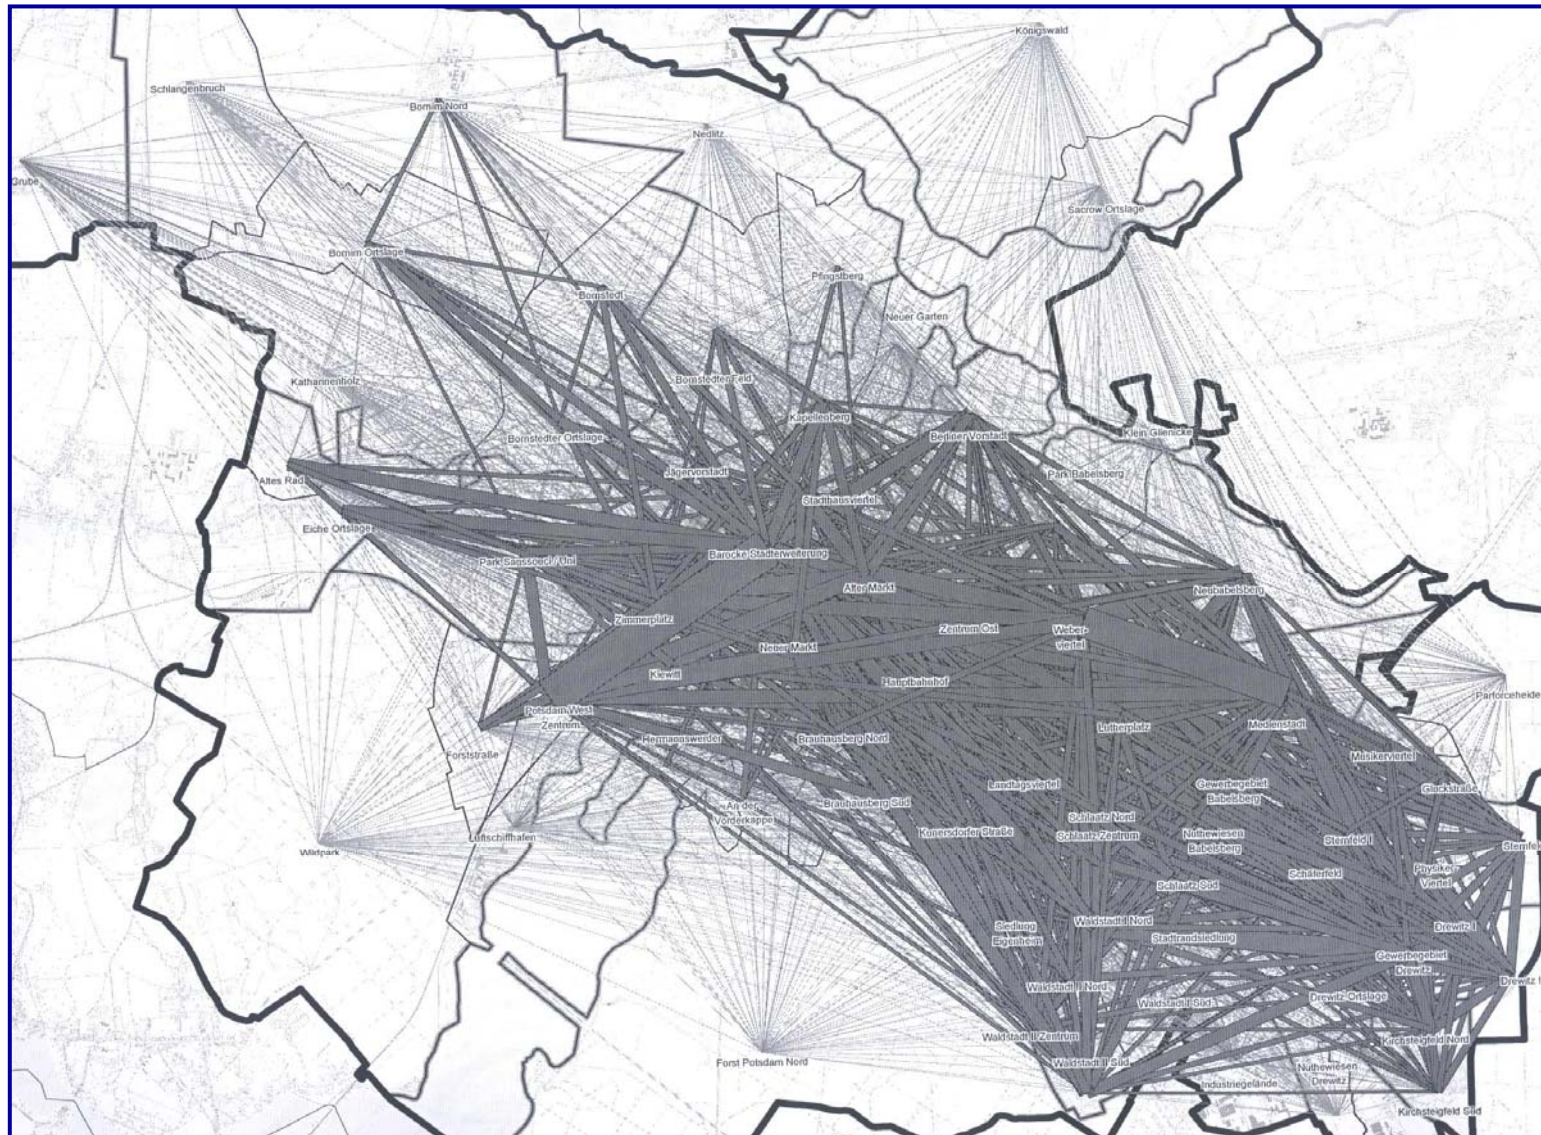 Königswald
Schlangenbruch
Bornim Nord
Nedlitz
Grube
Sacrow Ortslage
Bornim Ortslage
Pfingstberg
Bornstedt
Neuer Garten
Katharinenholz
Bornstedter Feld
Kapellenberg
Klein Glienicke
Bornstedter Ortslage
Berliner Vorstadt
Jägervorstadt
Park Babelsberg
Altes Rad
Stadthausviertel
Eiche Ortslage
Barocke Stadterweiterung
Park Sanssouci / Uni
Alter Markt
Neubabelsberg
Zimmerplatz
Zentrum Ost
Weber-
viertel
Neuer Markt
Kiewitt
Hauptbahnhof
Parforceheide
Potsdam West
Zentrum
Medienstadt
Lutherplatz
Hermannswerder
Brauhausberg Nord
Forststraße
Musikerviertel
Landtagsviertel
Gewerbegebiet
Babelsberg
Gluckstraße
Brauhausberg Süd
An der
Vorderkappe
Schlaatz Nord
Kunersdorfer Straße
Schlaatz Zentrum
Nuthewiesen
Babelsberg
Sternfeld I
Sternfeld
Luftschiffhafen
Wildpark
Schäferfeld
Physiker
Viertel
Schlaatz Süd
Siedlung
Eigenheim
Waldstadt I Nord
Drewitz I
Stadtrandsiedlung
Gewerbegebiet
Drewitz
Waldstadt II Nord
Drewitz I
Waldstadt I Süd
Drewitz Ortslage
Waldstadt II Zentrum
Kirchsteigfeld Nord
Forst Potsdam Nord
Waldstadt II Süd
Nuthewiesen
Drewitz
Industriegelände
Kirchsteigfeld Süd